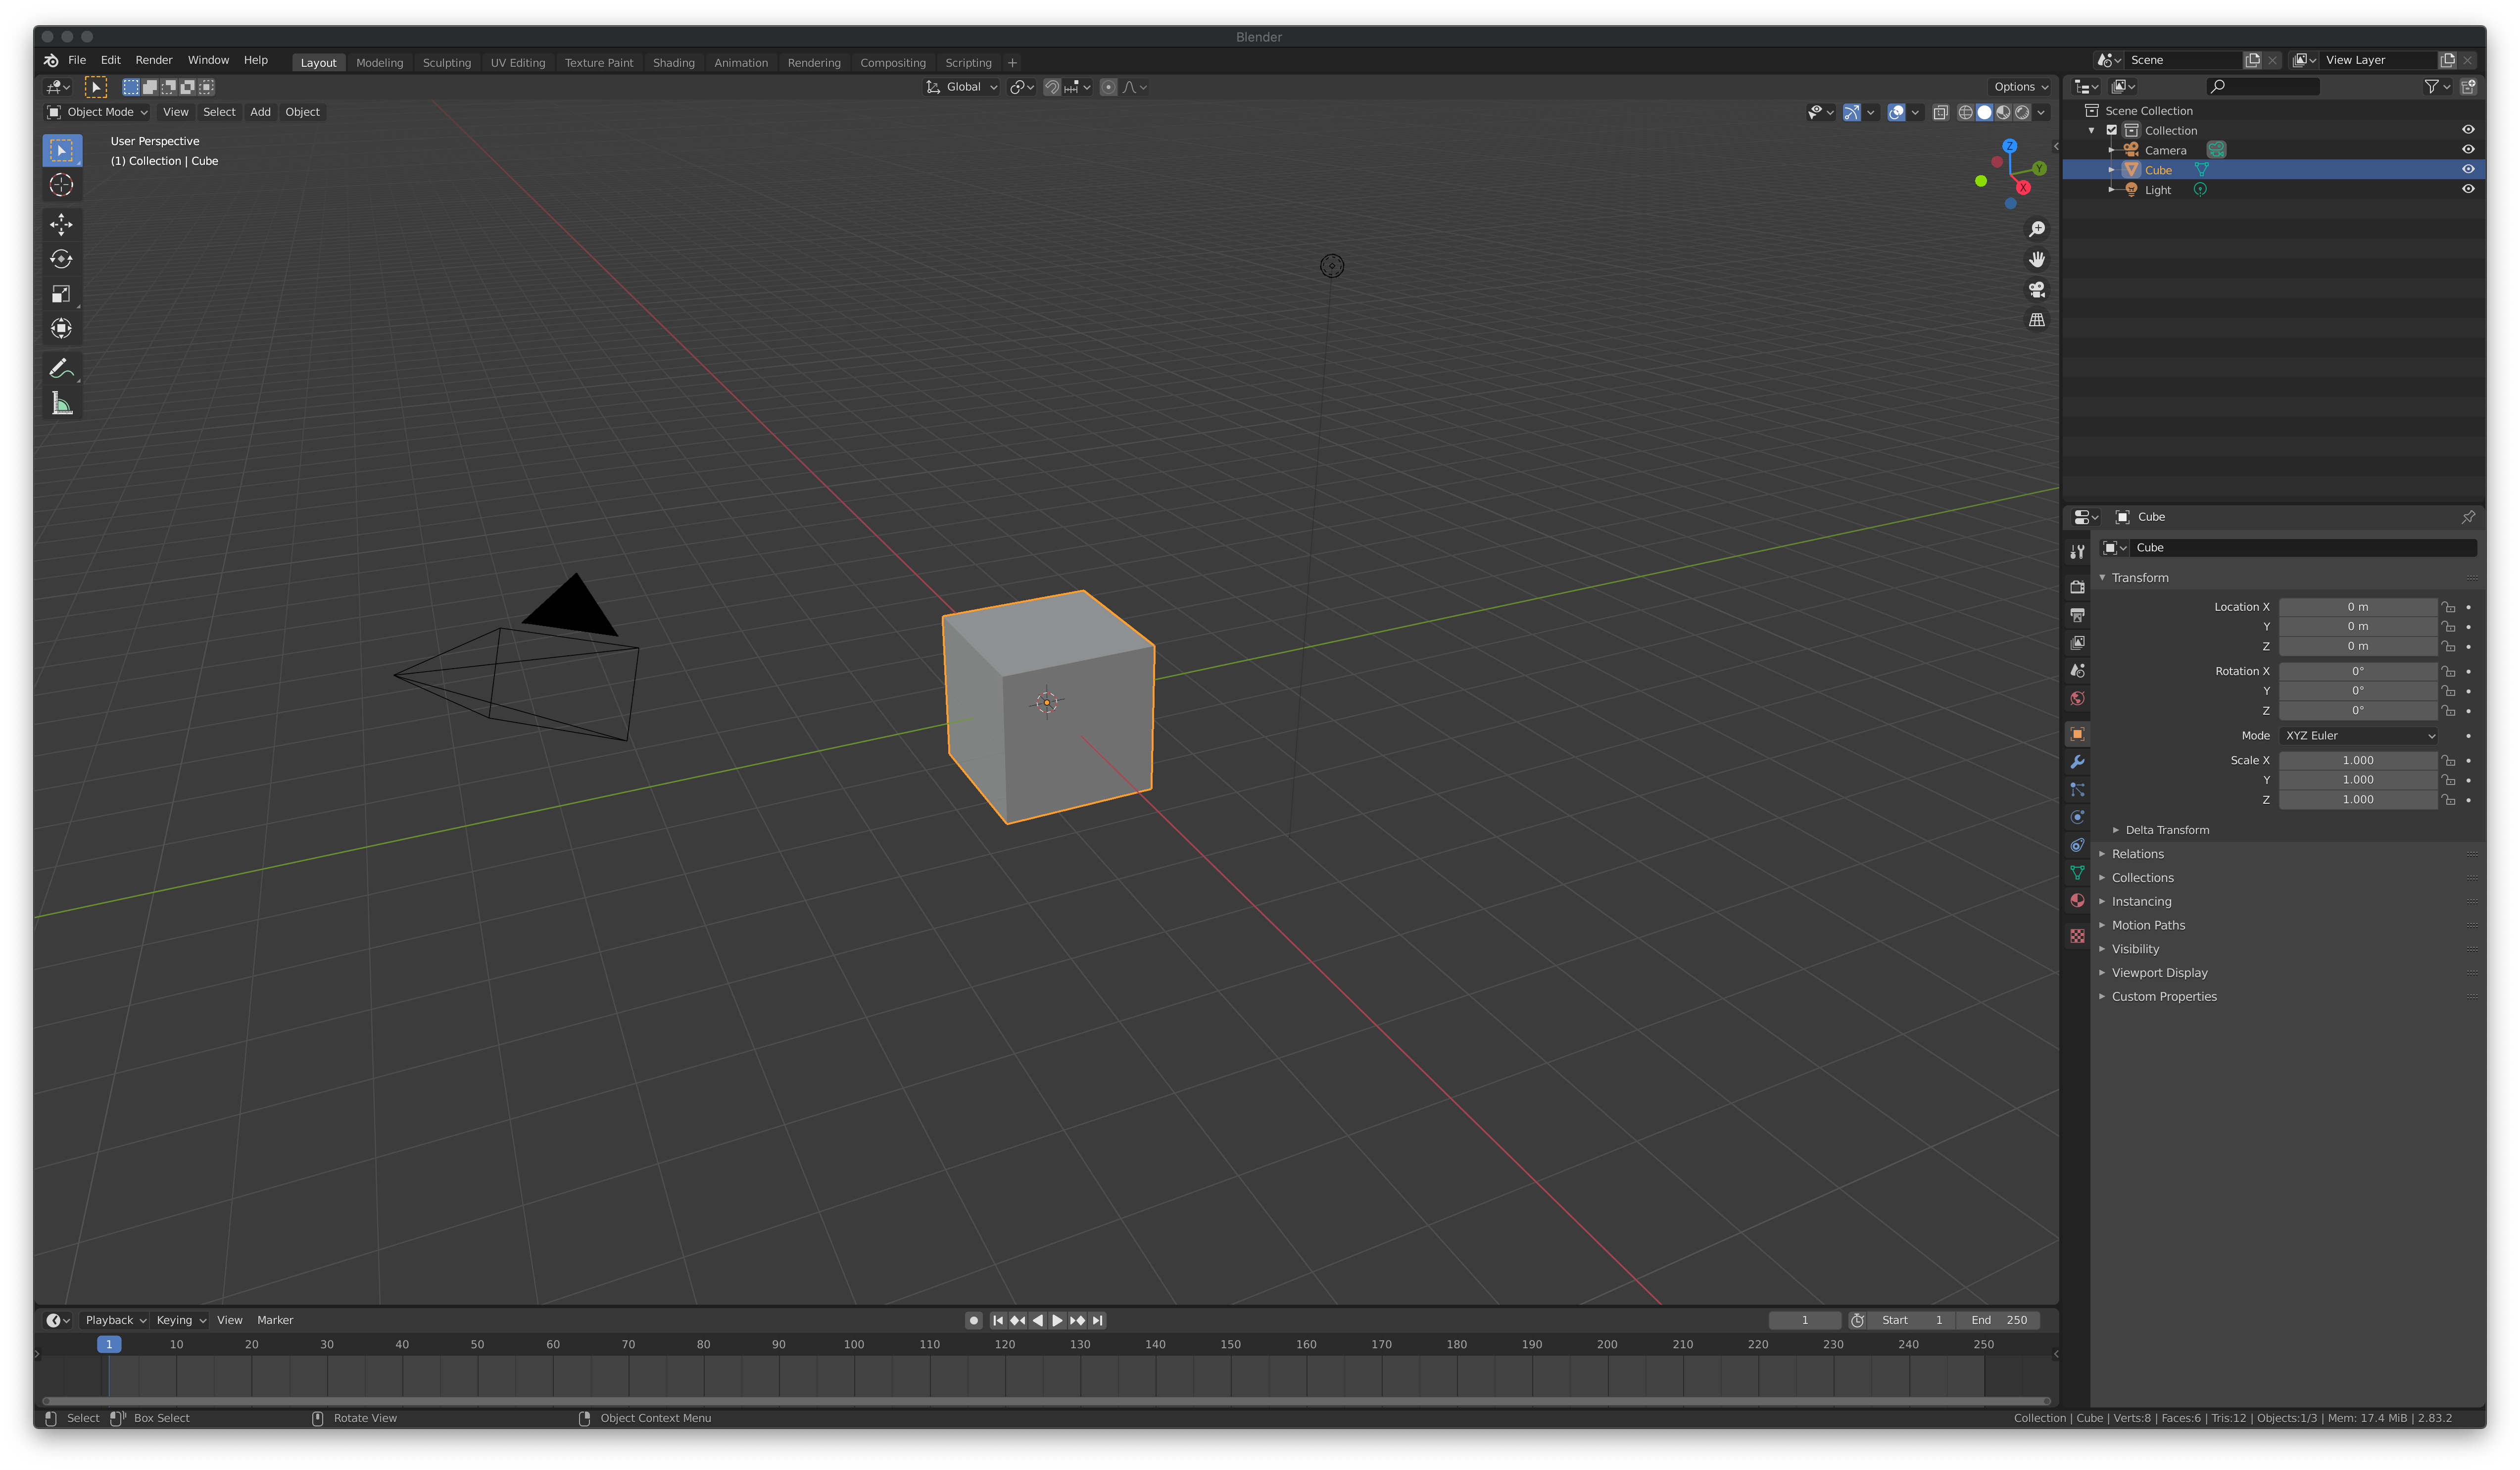 Blender
File Edit Render Window Help Layout Modeling Sculpting UV Editing Texture Paint Shading Animation Rendering Compositing Scripting + Scene View Layer
Global Options
Object Mode View Select Add Object
User Perspective
(1) Collection | Cube
Z
Y
X
Scene Collection
Collection
Camera
Cube
Light
Cube
Cube
Transform
Location X 0 m
Y 0 m
Z 0 m
Rotation X 0°
Y 0°
Z 0°
Mode XYZ Euler
Scale X 1.000
Y 1.000
Z 1.000
Delta Transform
Relations
Collections
Instancing
Motion Paths
Visibility
Viewport Display
Custom Properties
Playback Keying View Marker 1 Start 1 End 250
1 10 20 30 40 50 60 70 80 90 100 110 120 130 140 150 160 170 180 190 200 210 220 230 240 250
Select Box Select Rotate View Object Context Menu Collection | Cube | Verts:8 | Faces:6 | Tris:12 | Objects:1/3 | Mem: 17.4 MiB | 2.83.2